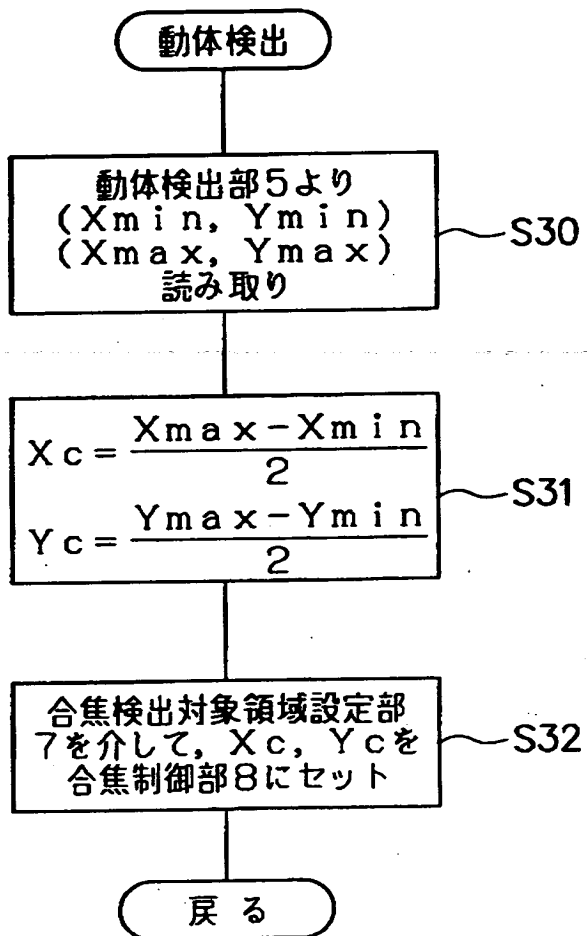 動体検出
動体検出部5より
(Xmin, Ymin)
(Xmax, Ymax)
読み取り
S30
Xc=(Xmax-Xmin)/2
Yc=(Ymax-Ymin)/2
S31
合焦検出対象領域設定部
7を介して,Xc,Ycを
合焦制御部8にセット
S32
戻る